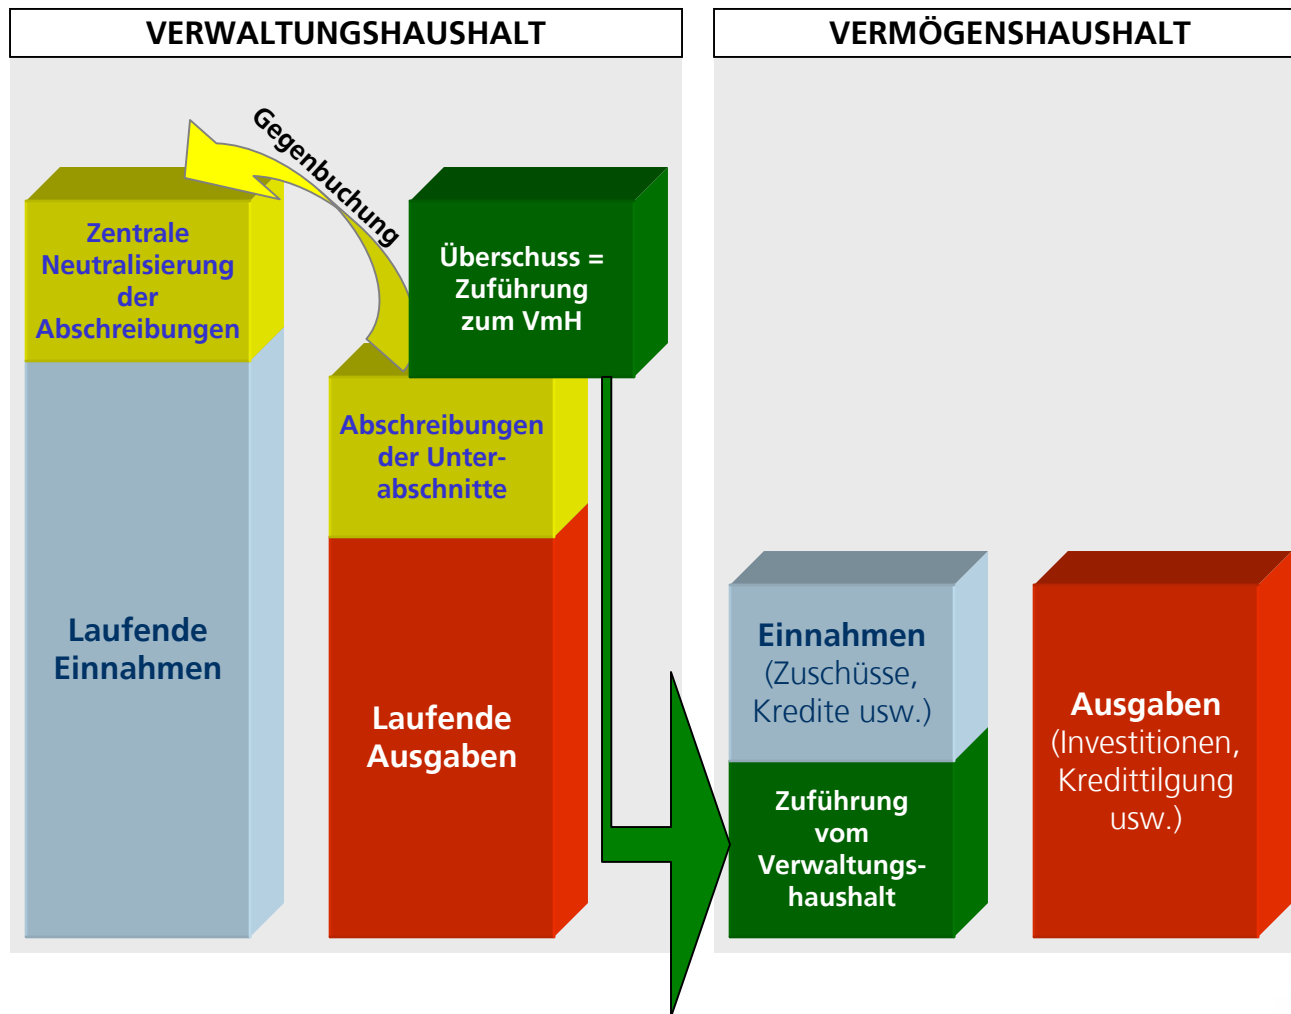 VERWALTUNGSHAUSHALT
Gegenbuchung
Zentrale
Neutralisierung
der
Abschreibungen
Laufende
Einnahmen
Überschuss =
Zuführung
zum VmH
Abschreibungen
der Unter-
abschnitte
Laufende
Ausgaben
VERMÖGENSHAUSHALT
Einnahmen
(Zuschüsse,
Kredite usw.)
Zuführung
vom
Verwaltungs-
haushalt
Ausgaben
(Investitionen,
Kredittilgung
usw.)